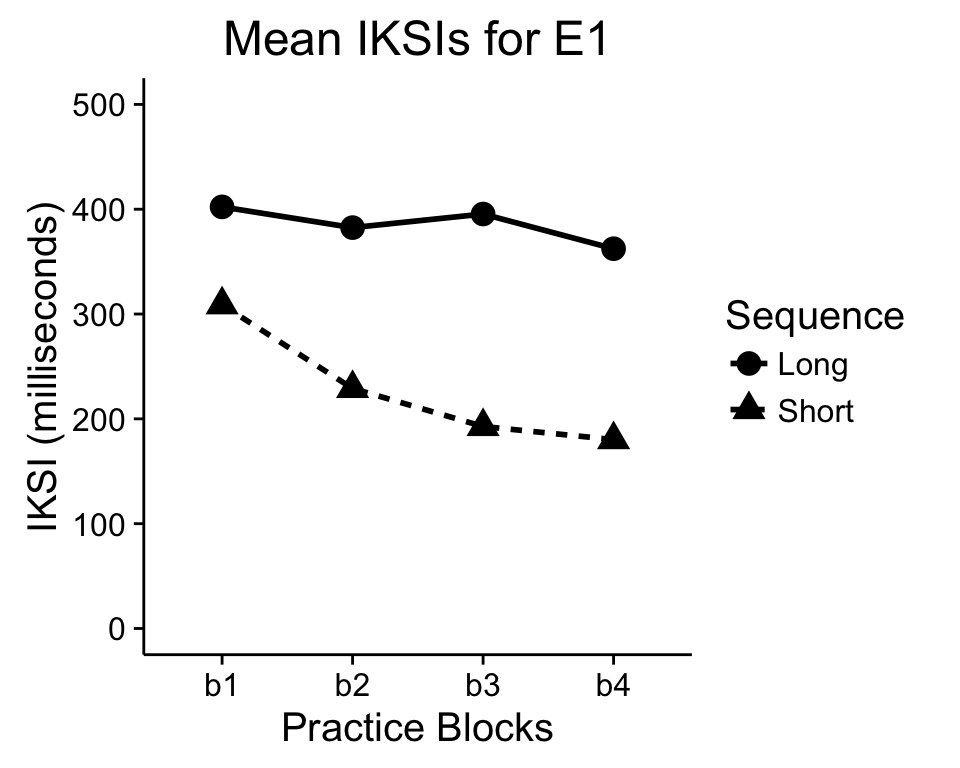 Mean IKSIs for E1
IKSI (milliseconds)
500
400
300
200
100
0
b1 b2 b3 b4
Practice Blocks
Sequence
Long
Short